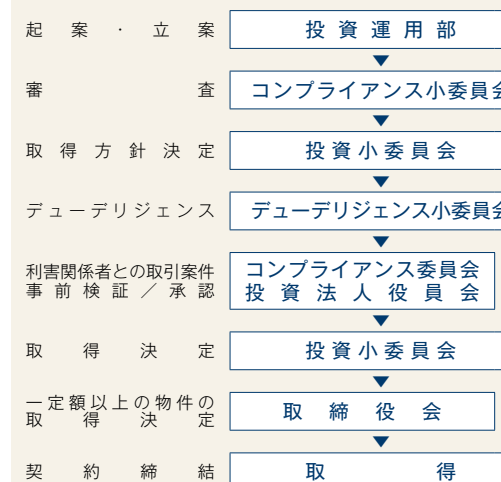 起案・立案
投資運用部
審査
コンプライアンス小委員会
取得方針決定
投資小委員会
デューデリジェンス
デューデリジェンス小委員会
利害関係者との取引案件
事前検証／承認
コンプライアンス委員会
投資法人役員会
取得決定
投資小委員会
一定額以上の物件の
取得決定
取締役会
契約締結
取得